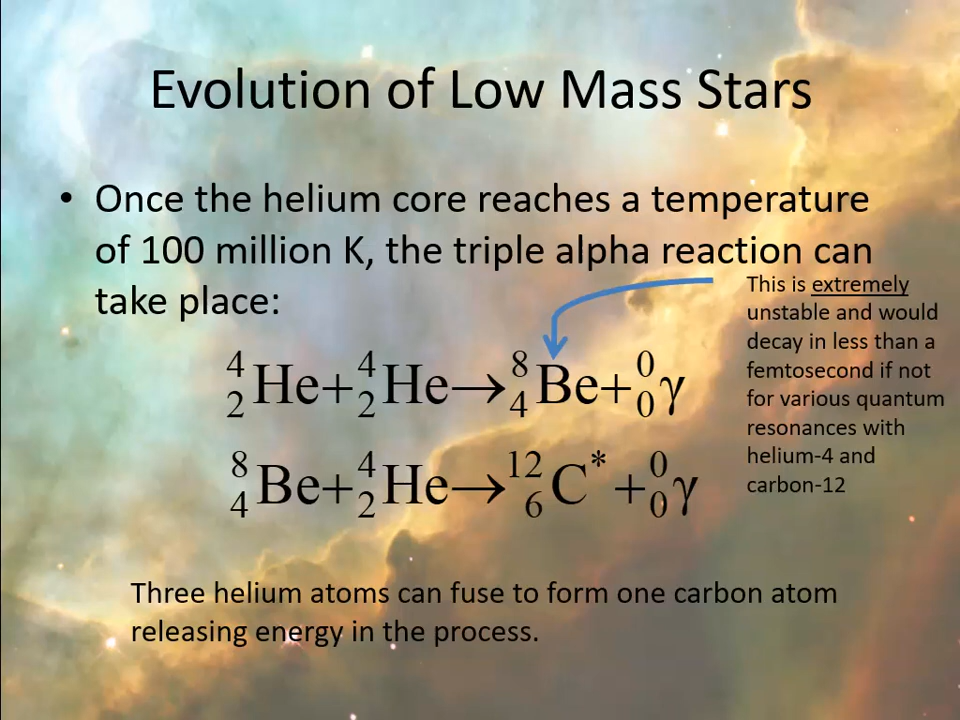 Evolution of Low Mass Stars
• Once the helium core reaches a temperature
of 100 million K, the triple alpha reaction can
take place:
This is extremely
unstable and would
decay in less than a
femtosecond if not
for various quantum
resonances with
helium-4 and
carbon-12
⁴₂He+⁴₂He→⁸₄Be+⁰₀γ
⁸₄Be+⁴₂He→¹²₆C*+⁰₀γ
Three helium atoms can fuse to form one carbon atom
releasing energy in the process.